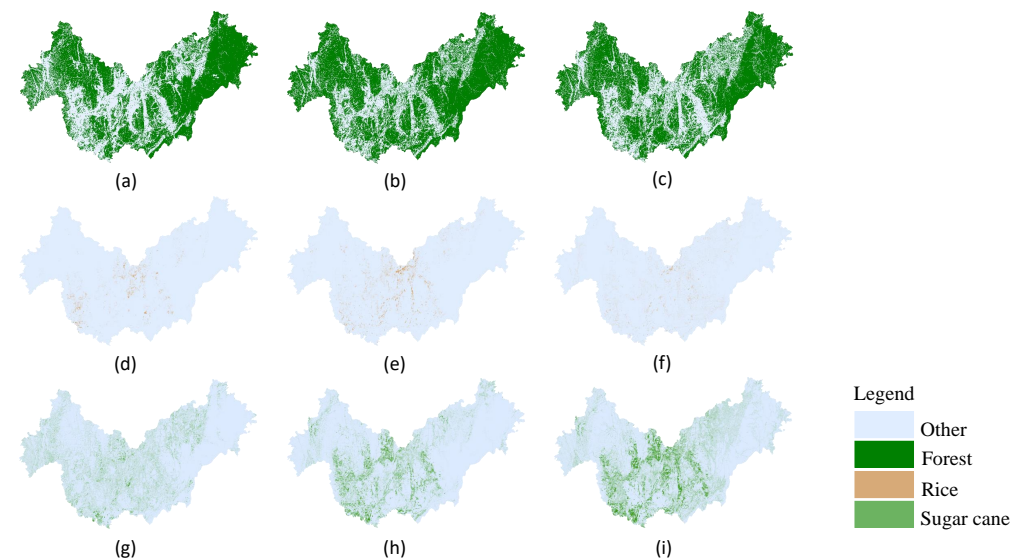 (a)
(b)
(c)
(d)
(e)
(f)
(g)
(h)
(i)
Legend
Other
Forest
Rice
Sugar cane